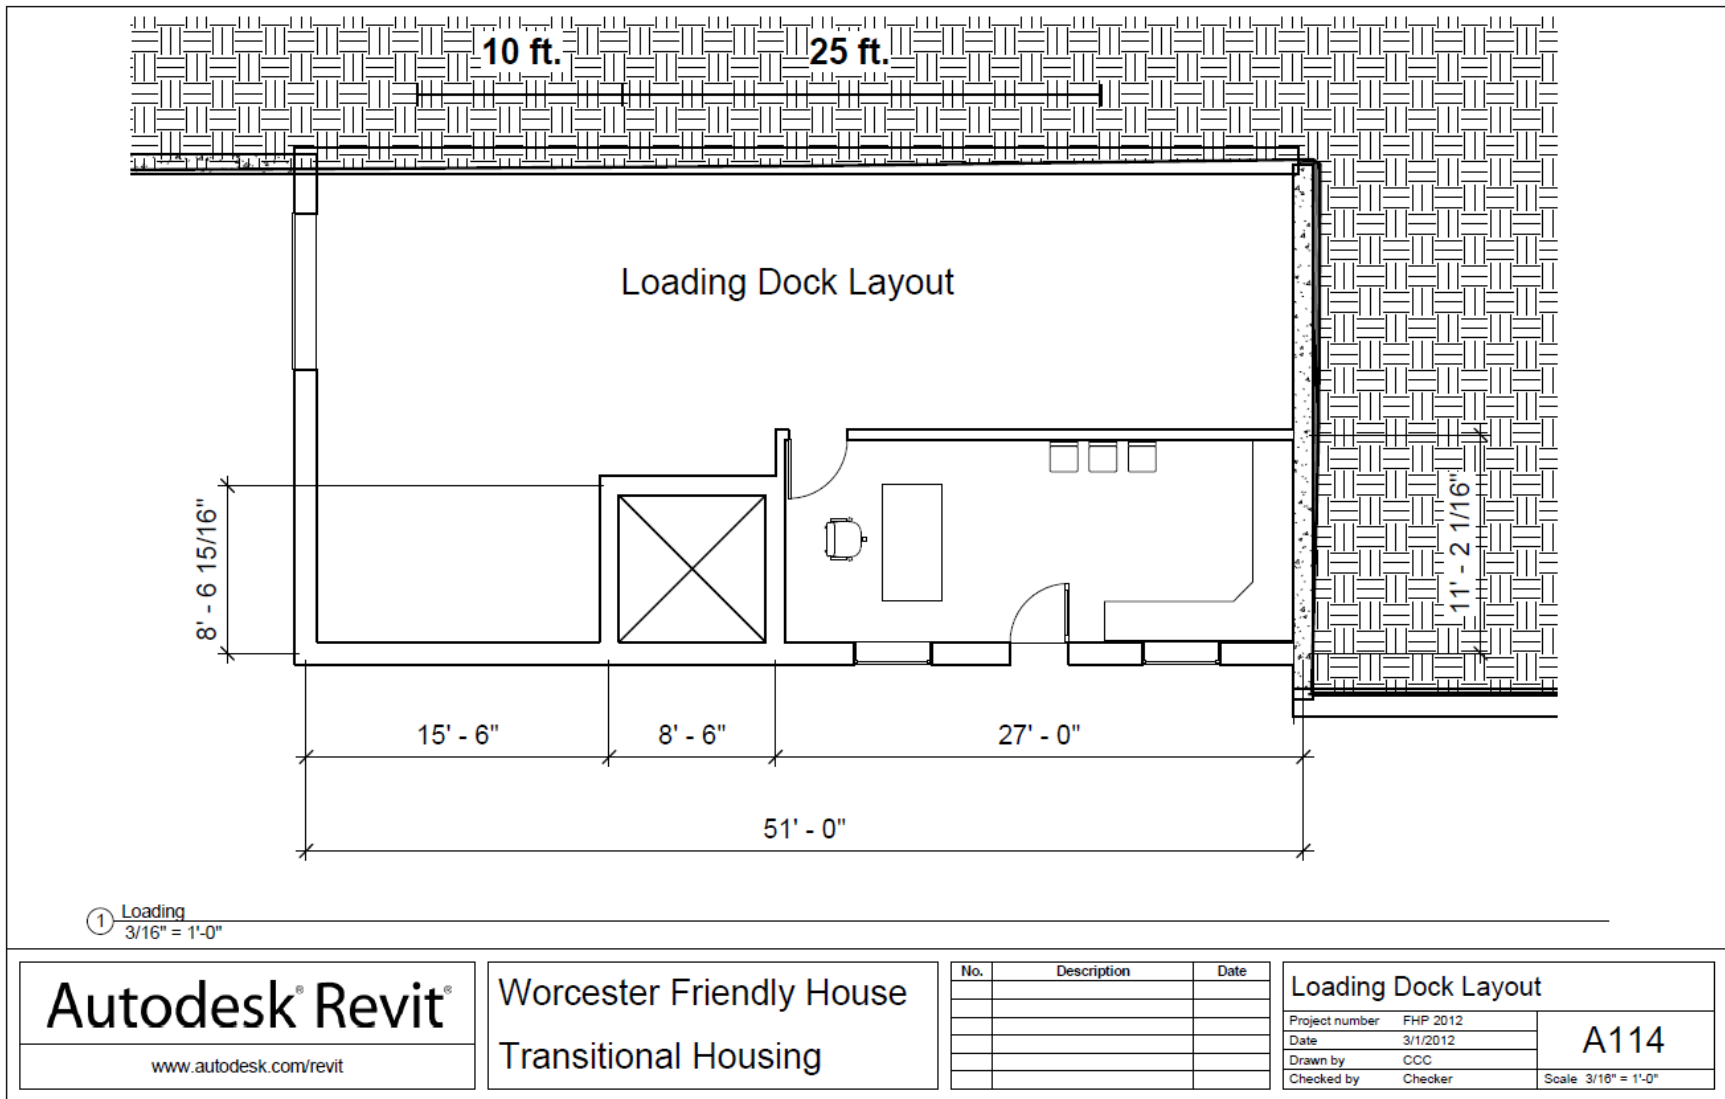 10 ft.
25 ft.
Loading Dock Layout
8' - 6 15/16"
11' - 2 1/16"
15' - 6"
8' - 6"
27' - 0"
51' - 0"
1
Loading
3/16" = 1'-0"
Autodesk® Revit®
www.autodesk.com/revit
Worcester Friendly House
Transitional Housing
No. Description Date
Loading Dock Layout
Project number FHP 2012
Date 3/1/2012
Drawn by CCC
Checked by Checker
A114
Scale 3/16" = 1'-0"